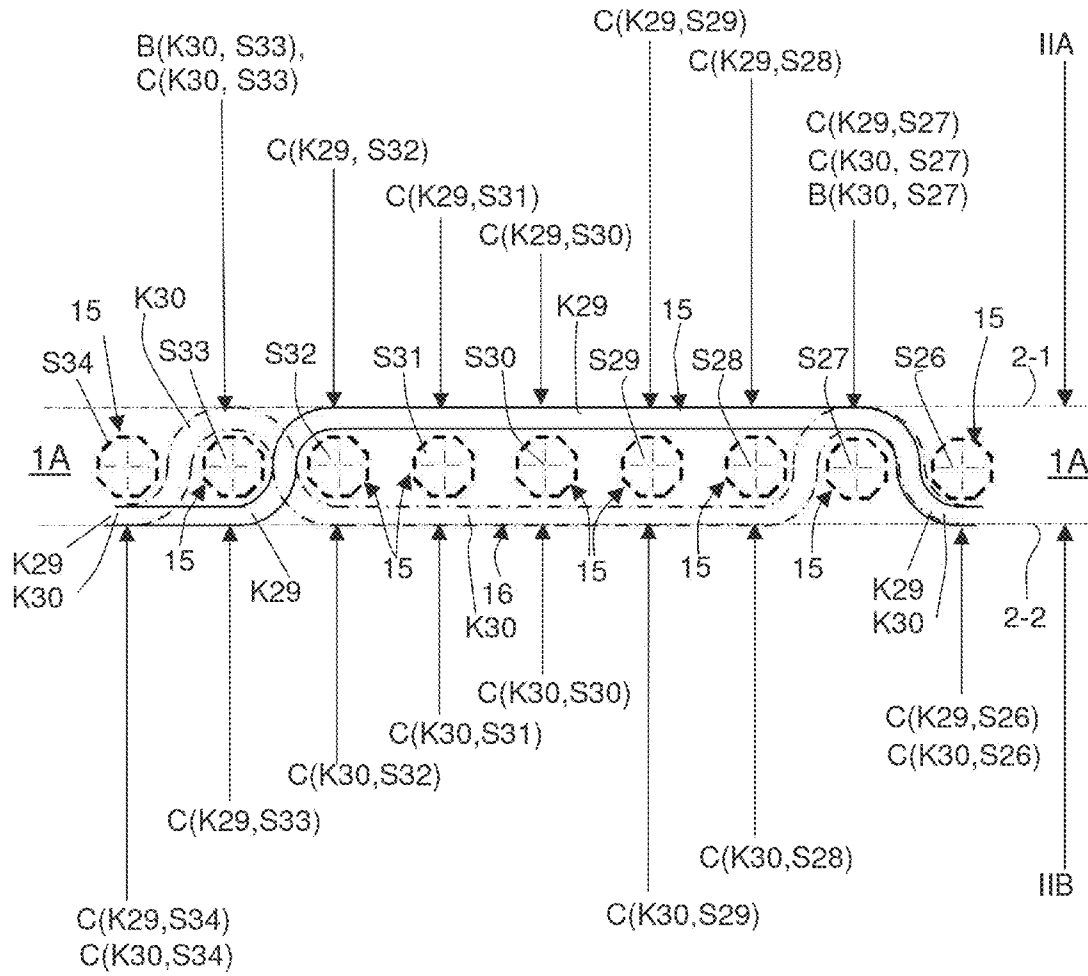 C(K29,S29)
B(K30, S33),
C(K30, S33)
IIA
C(K29,S28)
C(K29,S27)
C(K30, S27)
B(K30, S27)
C(K29, S32)
C(K29,S31)
C(K29,S30)
K30
15
K29
15
15
S34
S33
S32
S31
S30
S29
S28
S27
S26
2-1
1A
1A
K29
K30
15
K29
15
16
K30
15
15
15
K29
K30
2-2
C(K30,S30)
C(K30,S31)
C(K29,S26)
C(K30,S26)
C(K30,S32)
C(K29,S33)
C(K30,S28)
IIB
C(K29,S34)
C(K30,S34)
C(K30,S29)